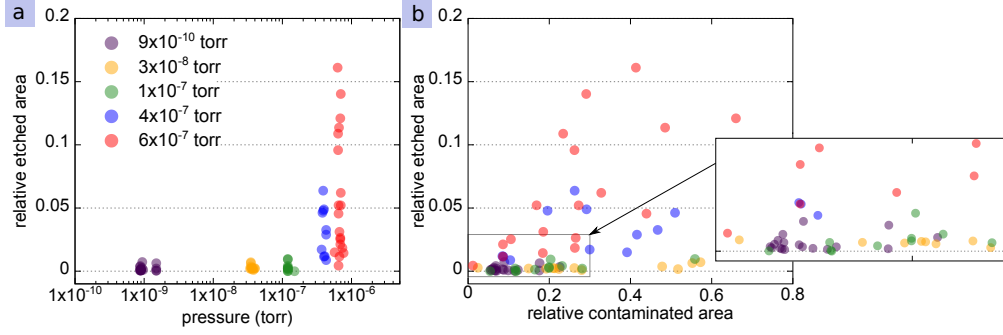 a
0.2
0.15
0.1
0.05
0
relative etched area
9x10⁻¹⁰ torr
3x10⁻⁸ torr
1x10⁻⁷ torr
4x10⁻⁷ torr
6x10⁻⁷ torr
1x10⁻¹⁰ 1x10⁻⁹ 1x10⁻⁸ 1x10⁻⁷ 1x10⁻⁶
pressure (torr)
b
0.2
0.15
0.1
0.05
0
relative etched area
0 0.2 0.4 0.6 0.8
relative contaminated area